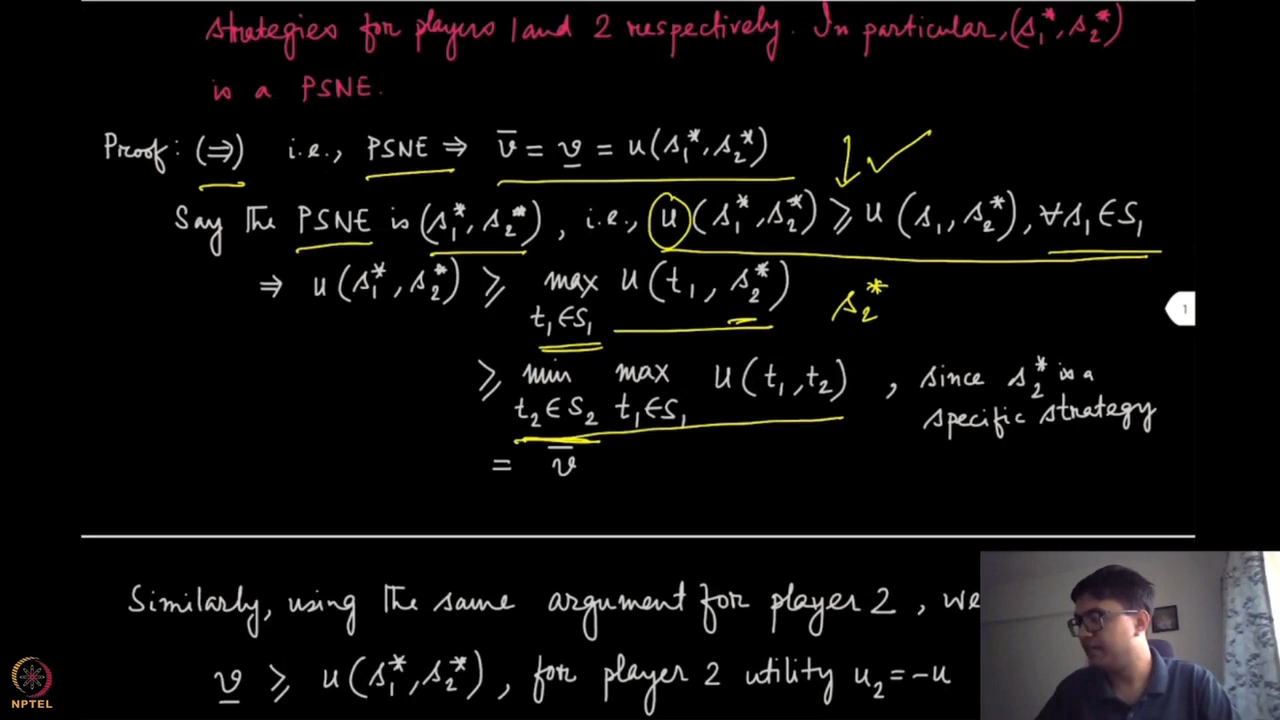 strategies for players 1 and 2 respectively. In particular, (s₁*, s₂*)
is a PSNE.
Proof: (⇒) i.e., PSNE ⇒ v̅ = v̲ = u(s₁*, s₂*)
Say the PSNE is (s₁*, s₂*), i.e., u(s₁*, s₂*) ⩾ u(s₁, s₂*), ∀s₁∈S₁
⇒ u(s₁*, s₂*) ⩾ max u(t₁, s₂*) s₂*
t₁∈S₁
⩾ min max u(t₁, t₂), since s₂* is a
t₂∈S₂ t₁∈S₁ specific strategy
= v̅
1
Similarly, using the same argument for player 2, we
v̲ ⩾ u(s₁*, s₂*), for player 2 utility u₂ = -u
NPTEL